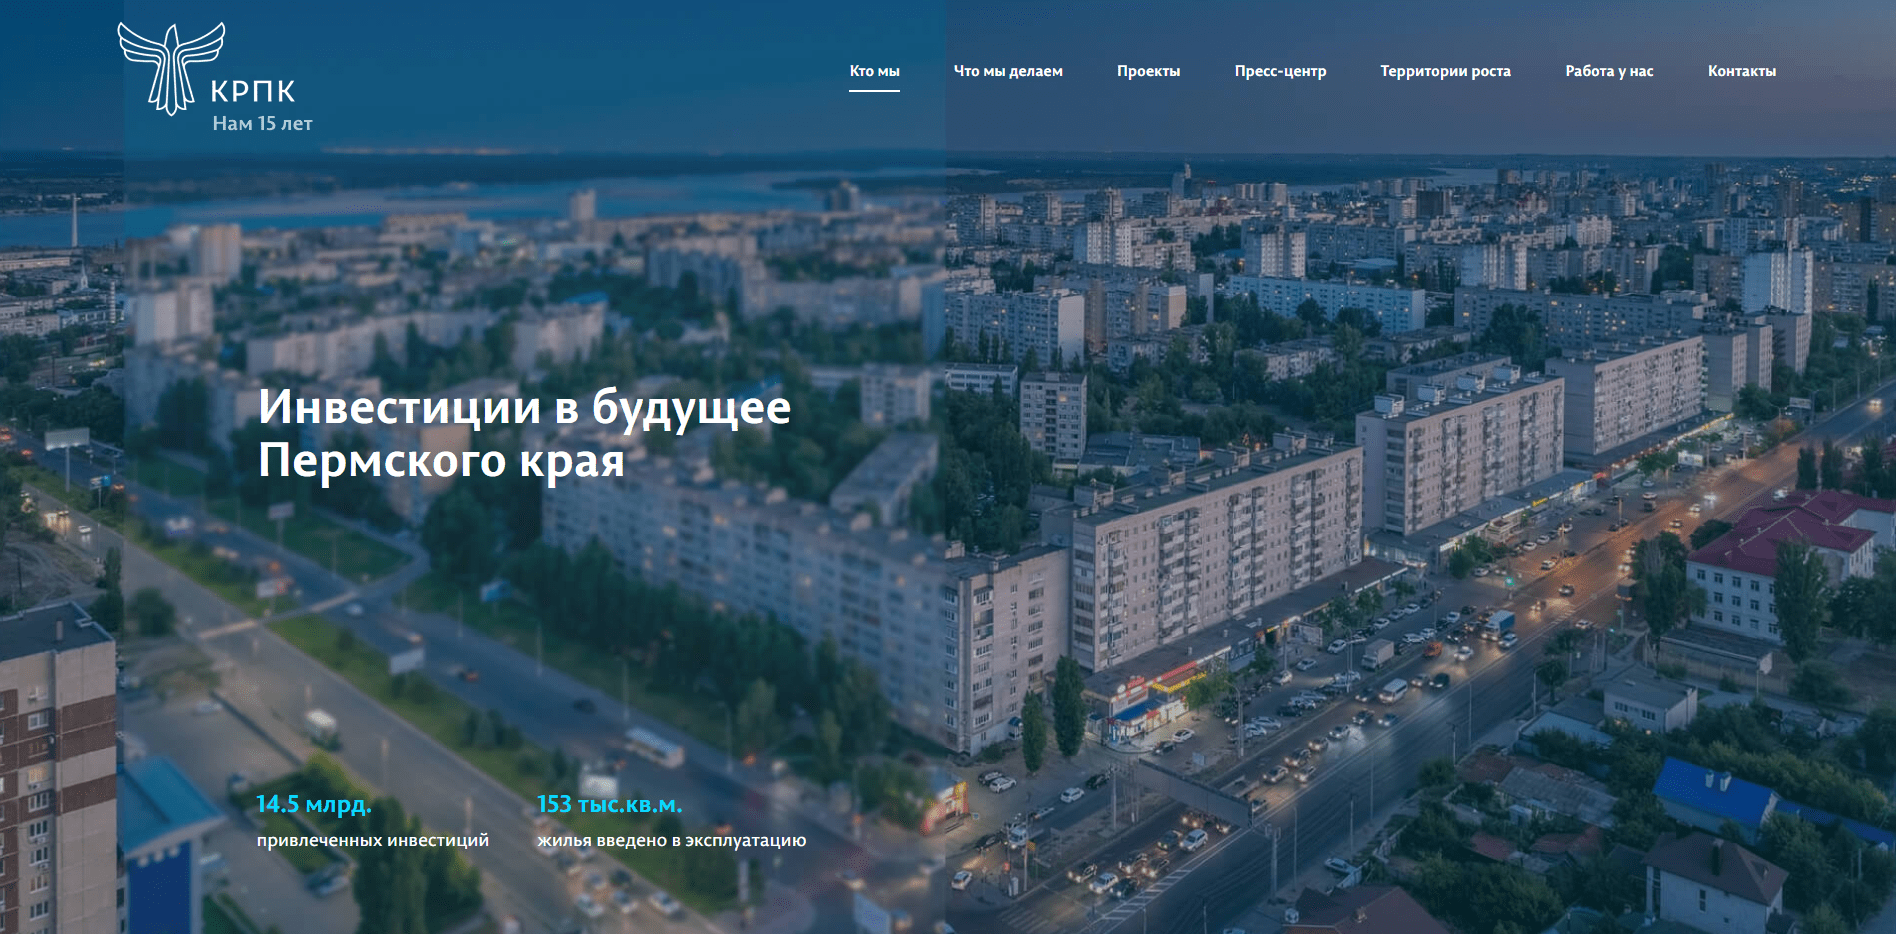 КРПК
Нам 15 лет
Кто мы
Что мы делаем
Проекты
Пресс-центр
Территории роста
Работа у нас
Контакты
Инвестиции в будущее
Пермского края
14.5 млрд.
привлеченных инвестиций
153 тыс.кв.м.
жилья введено в эксплуатацию